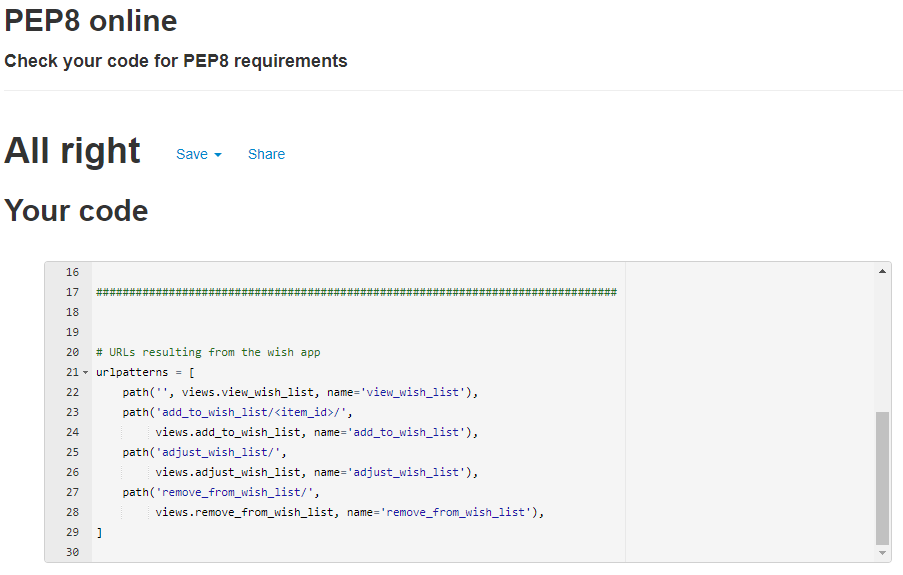 PEP8 online
Check your code for PEP8 requirements
All right Save Share
Your code
16
17 ###############################################################################
18
19
20 # URLs resulting from the wish app
21 urlpatterns = [
22 path('', views.view_wish_list, name='view_wish_list'),
23 path('add_to_wish_list/<item_id>/',
24 views.add_to_wish_list, name='add_to_wish_list'),
25 path('adjust_wish_list/',
26 views.adjust_wish_list, name='adjust_wish_list'),
27 path('remove_from_wish_list/',
28 views.remove_from_wish_list, name='remove_from_wish_list'),
29 ]
30